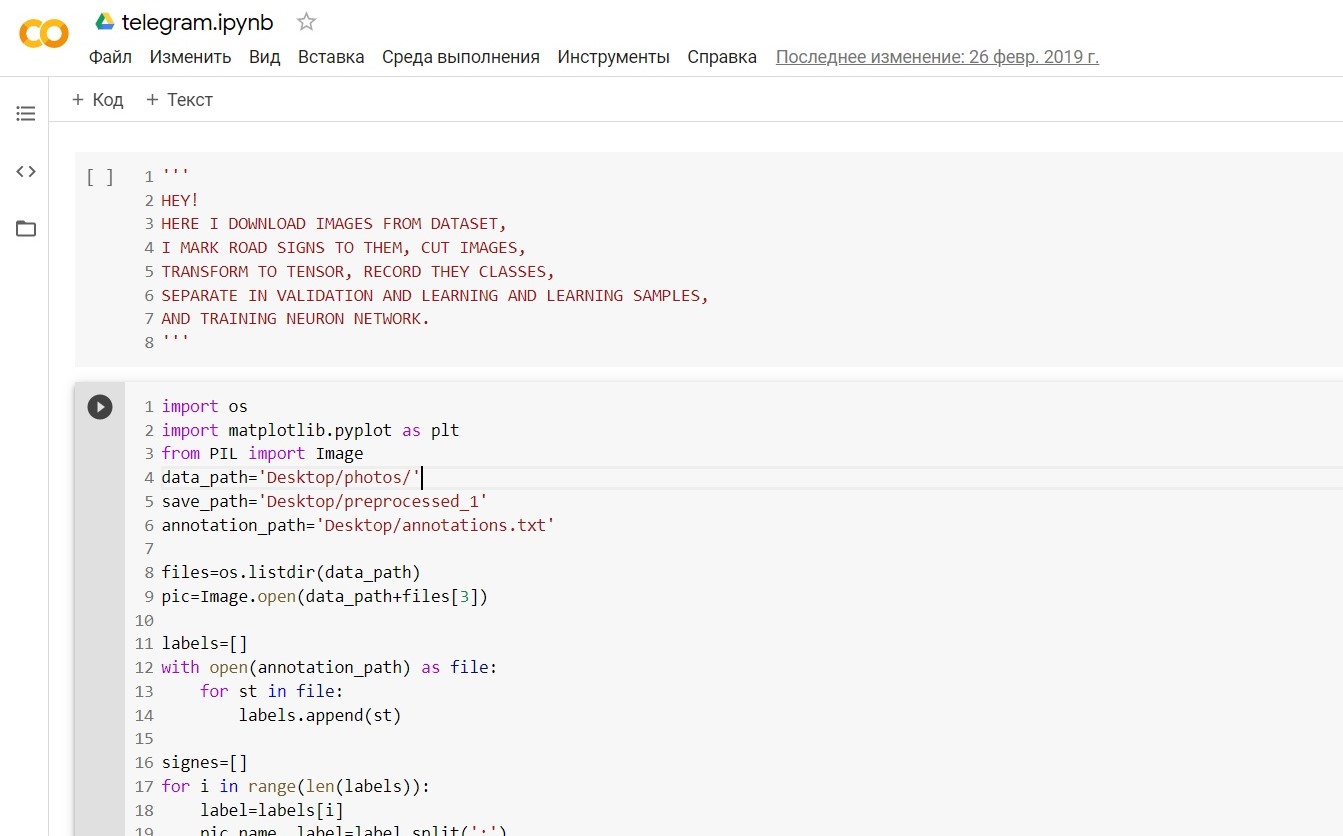 telegram.ipynb
Файл Изменить Вид Вставка Среда выполнения Инструменты Справка Последнее изменение: 26 февр. 2019 г.
+ Код + Текст
[ ] 1 '''
2 HEY!
3 HERE I DOWNLOAD IMAGES FROM DATASET,
4 I MARK ROAD SIGNS TO THEM, CUT IMAGES,
5 TRANSFORM TO TENSOR, RECORD THEY CLASSES,
6 SEPARATE IN VALIDATION AND LEARNING AND LEARNING SAMPLES,
7 AND TRAINING NEURON NETWORK.
8 '''
1 import os
2 import matplotlib.pyplot as plt
3 from PIL import Image
4 data_path='Desktop/photos/'
5 save_path='Desktop/preprocessed_1'
6 annotation_path='Desktop/annotations.txt'
7
8 files=os.listdir(data_path)
9 pic=Image.open(data_path+files[3])
10
11 labels=[]
12 with open(annotation_path) as file:
13     for st in file:
14         labels.append(st)
15
16 signes=[]
17 for i in range(len(labels)):
18     label=labels[i]
19     pic_name, label=label.split(':')